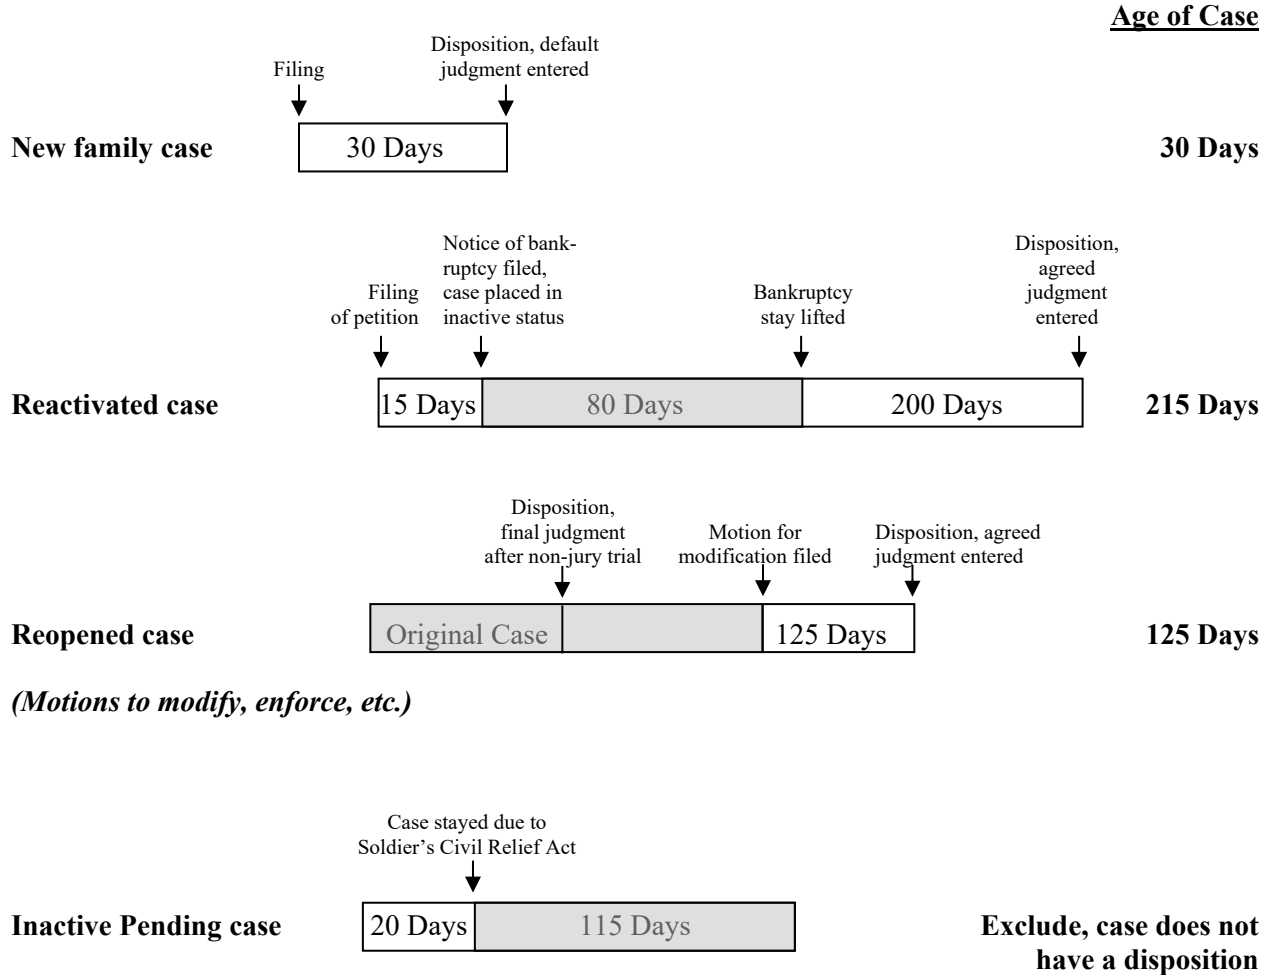 Age of Case
Filing
Disposition, default
judgment entered
New family case
30 Days
30 Days
Filing
of petition
Notice of bank-
ruptcy filed,
case placed in
inactive status
Bankruptcy
stay lifted
Disposition,
agreed
judgment
entered
Reactivated case
15 Days
80 Days
200 Days
215 Days
Disposition,
final judgment
after non-jury trial
Motion for
modification filed
Disposition, agreed
judgment entered
Reopened case
Original Case
125 Days
125 Days
(Motions to modify, enforce, etc.)
Case stayed due to
Soldier’s Civil Relief Act
Inactive Pending case
20 Days
115 Days
Exclude, case does not
have a disposition